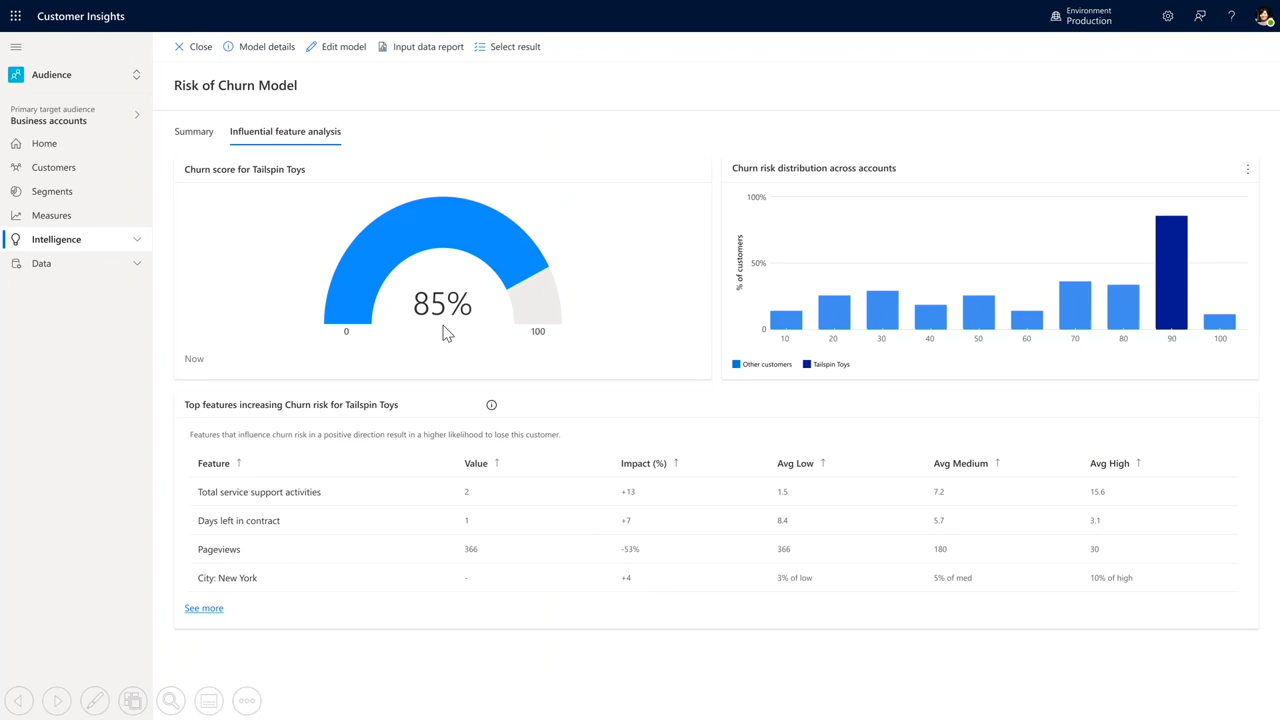 Customer Insights
Environment
Production
?
Close
Model details
Edit model
Input data report
Select result
Audience
Primary target audience
Business accounts
Home
Customers
Segments
Measures
Intelligence
Data
Risk of Churn Model
Summary
Influential feature analysis
Churn score for Tailspin Toys
85%
0
100
Now
Churn risk distribution across accounts
100%
50%
0
% of customers
10 20 30 40 50 60 70 80 90 100
Other customers Tailspin Toys
Top features increasing Churn risk for Tailspin Toys
Features that influence churn risk in a positive direction result in a higher likelihood to lose this customer.
Feature Value Impact (%) Avg Low Avg Medium Avg High
Total service support activities 2 +13 1.5 7.2 15.6
Days left in contract 1 +7 8.4 5.7 3.1
Pageviews 366 -53% 366 180 30
City: New York - +4 3% of low 5% of med 10% of high
See more